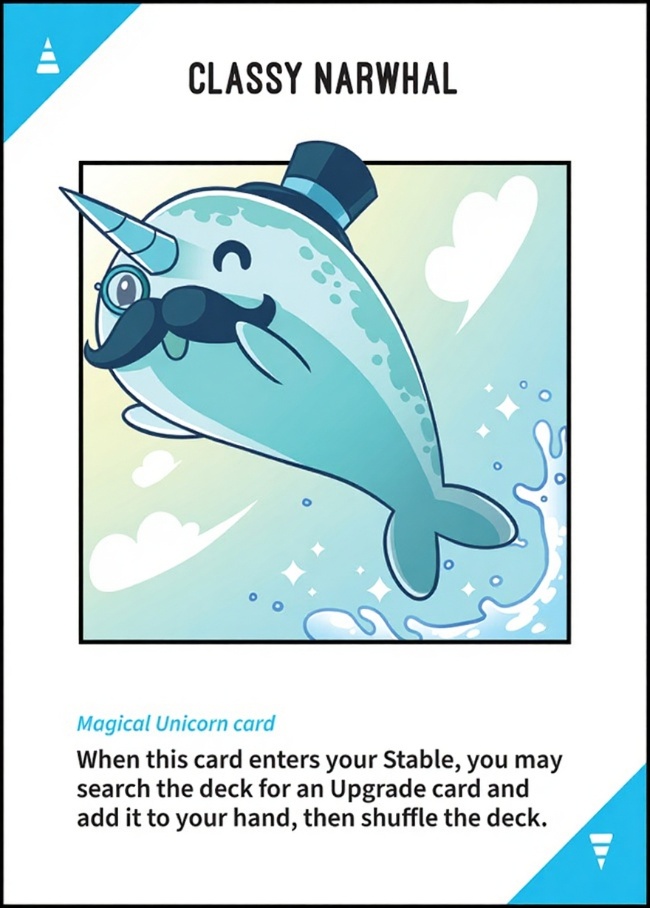 CLASSY NARWHAL
Magical Unicorn card
When this card enters your Stable, you may
search the deck for an Upgrade card and
add it to your hand, then shuffle the deck.